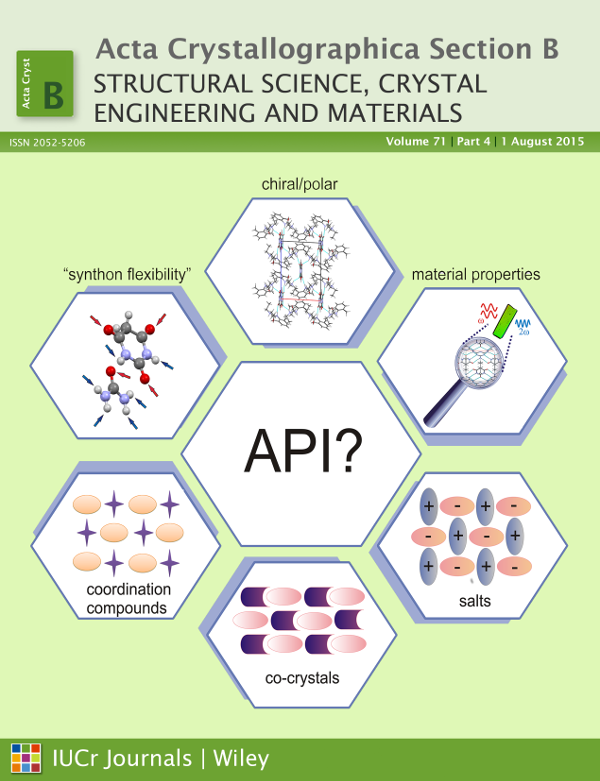 Acta Cryst
B
Acta Crystallographica Section B
STRUCTURAL SCIENCE, CRYSTAL
ENGINEERING AND MATERIALS
ISSN 2052-5206
Volume 71 | Part 4 | 1 August 2015
chiral/polar
“synthon flexibility”
material properties
ω
2ω
API?
coordination
compounds
+ - + -
- + - +
+ - + -
salts
co-crystals
IUCr Journals | Wiley